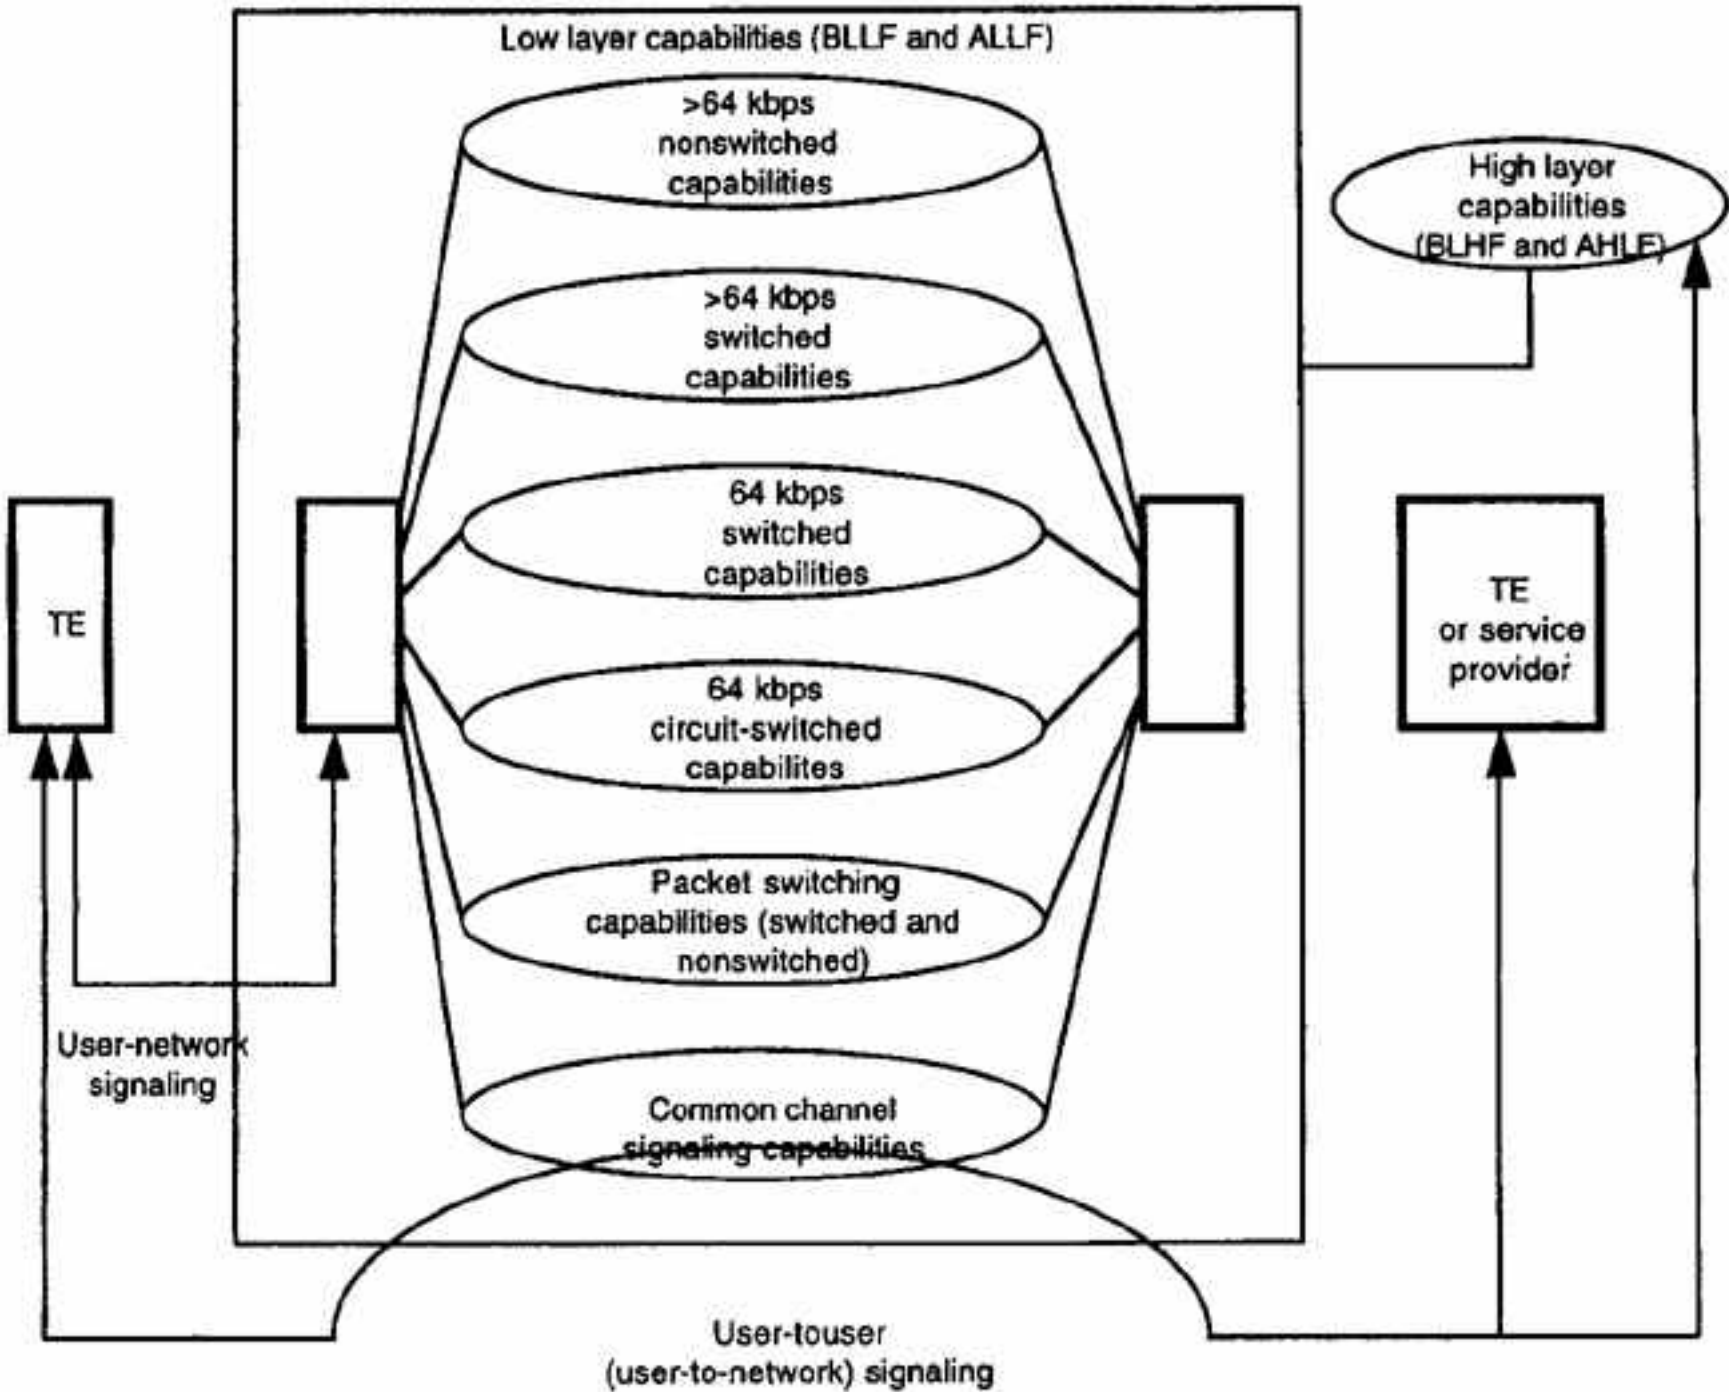 Low layer capabilities (BLLF and ALLF)
>64 kbps
nonswitched
capabilities
High layer
capabilities
(BLHF and AHLF)
>64 kbps
switched
capabilities
64 kbps
switched
capabilities
TE
TE
or service
provider
64 kbps
circuit-switched
capabilites
Packet switching
capabilities (switched and
nonswitched)
User-network
signaling
Common channel
signaling capabilities
User-touser
(user-to-network) signaling